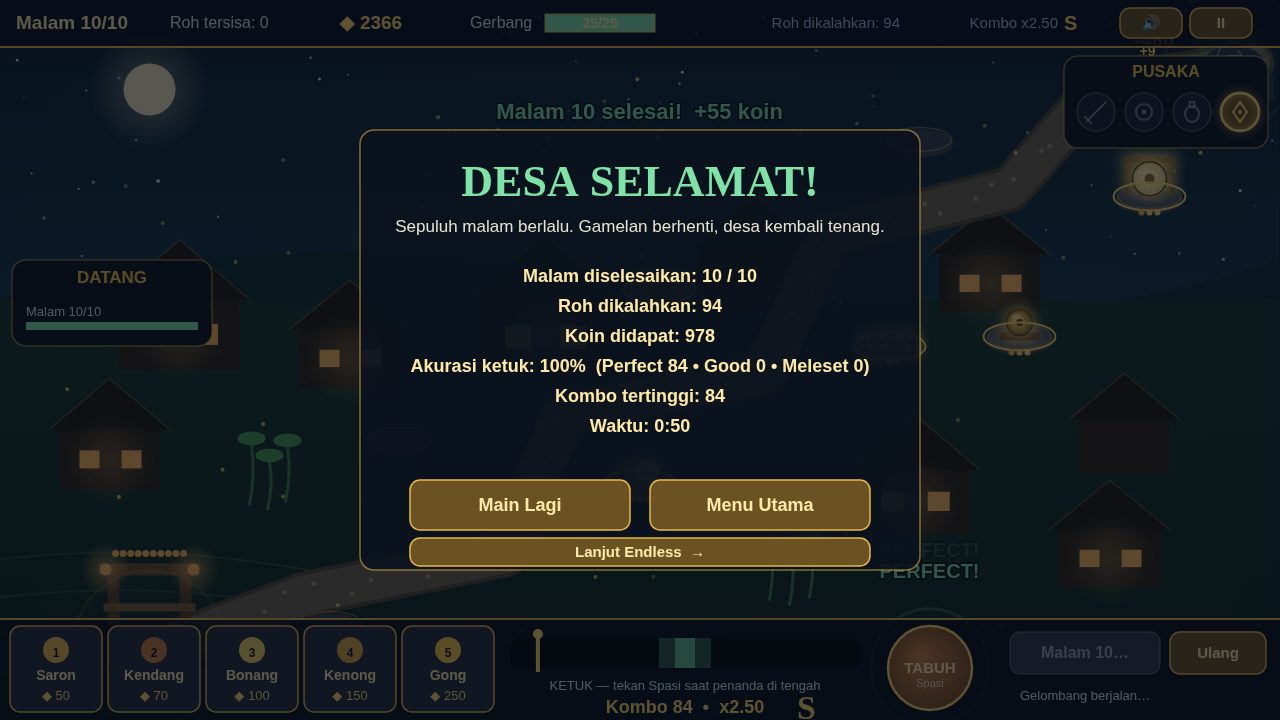 Malam 10/10
Roh tersisa: 0
◆ 2366
Gerbang 25/25
Roh dikalahkan: 94
Kombo x2.50 S
+9
PUSAKA
Malam 10 selesai! +55 koin
DESA SELAMAT!
Sepuluh malam berlalu. Gamelan berhenti, desa kembali tenang.
DATANG
Malam 10/10
Malam diselesaikan: 10 / 10
Roh dikalahkan: 94
Koin didapat: 978
Akurasi ketuk: 100% (Perfect 84 • Good 0 • Meleset 0)
Kombo tertinggi: 84
Waktu: 0:50
Main Lagi
Menu Utama
Lanjut Endless →
PERFECT!
1 Saron ◆ 50
2 Kendang ◆ 70
3 Bonang ◆ 100
4 Kenong ◆ 150
5 Gong ◆ 250
KETUK — tekan Spasi saat penanda di tengah
Kombo 84 • x2.50 S
TABUH
Spasi
Malam 10…
Ulang
Gelombang berjalan…